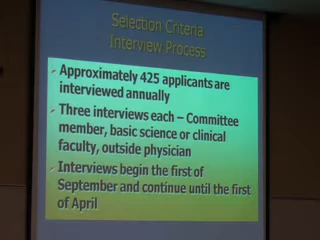 Selection Criteria
Interview Process
Approximately 425 applicants are
interviewed annually
Three interviews each – Committee
member, basic science or clinical
faculty, outside physician
Interviews begin the first of
September and continue until the first
of April